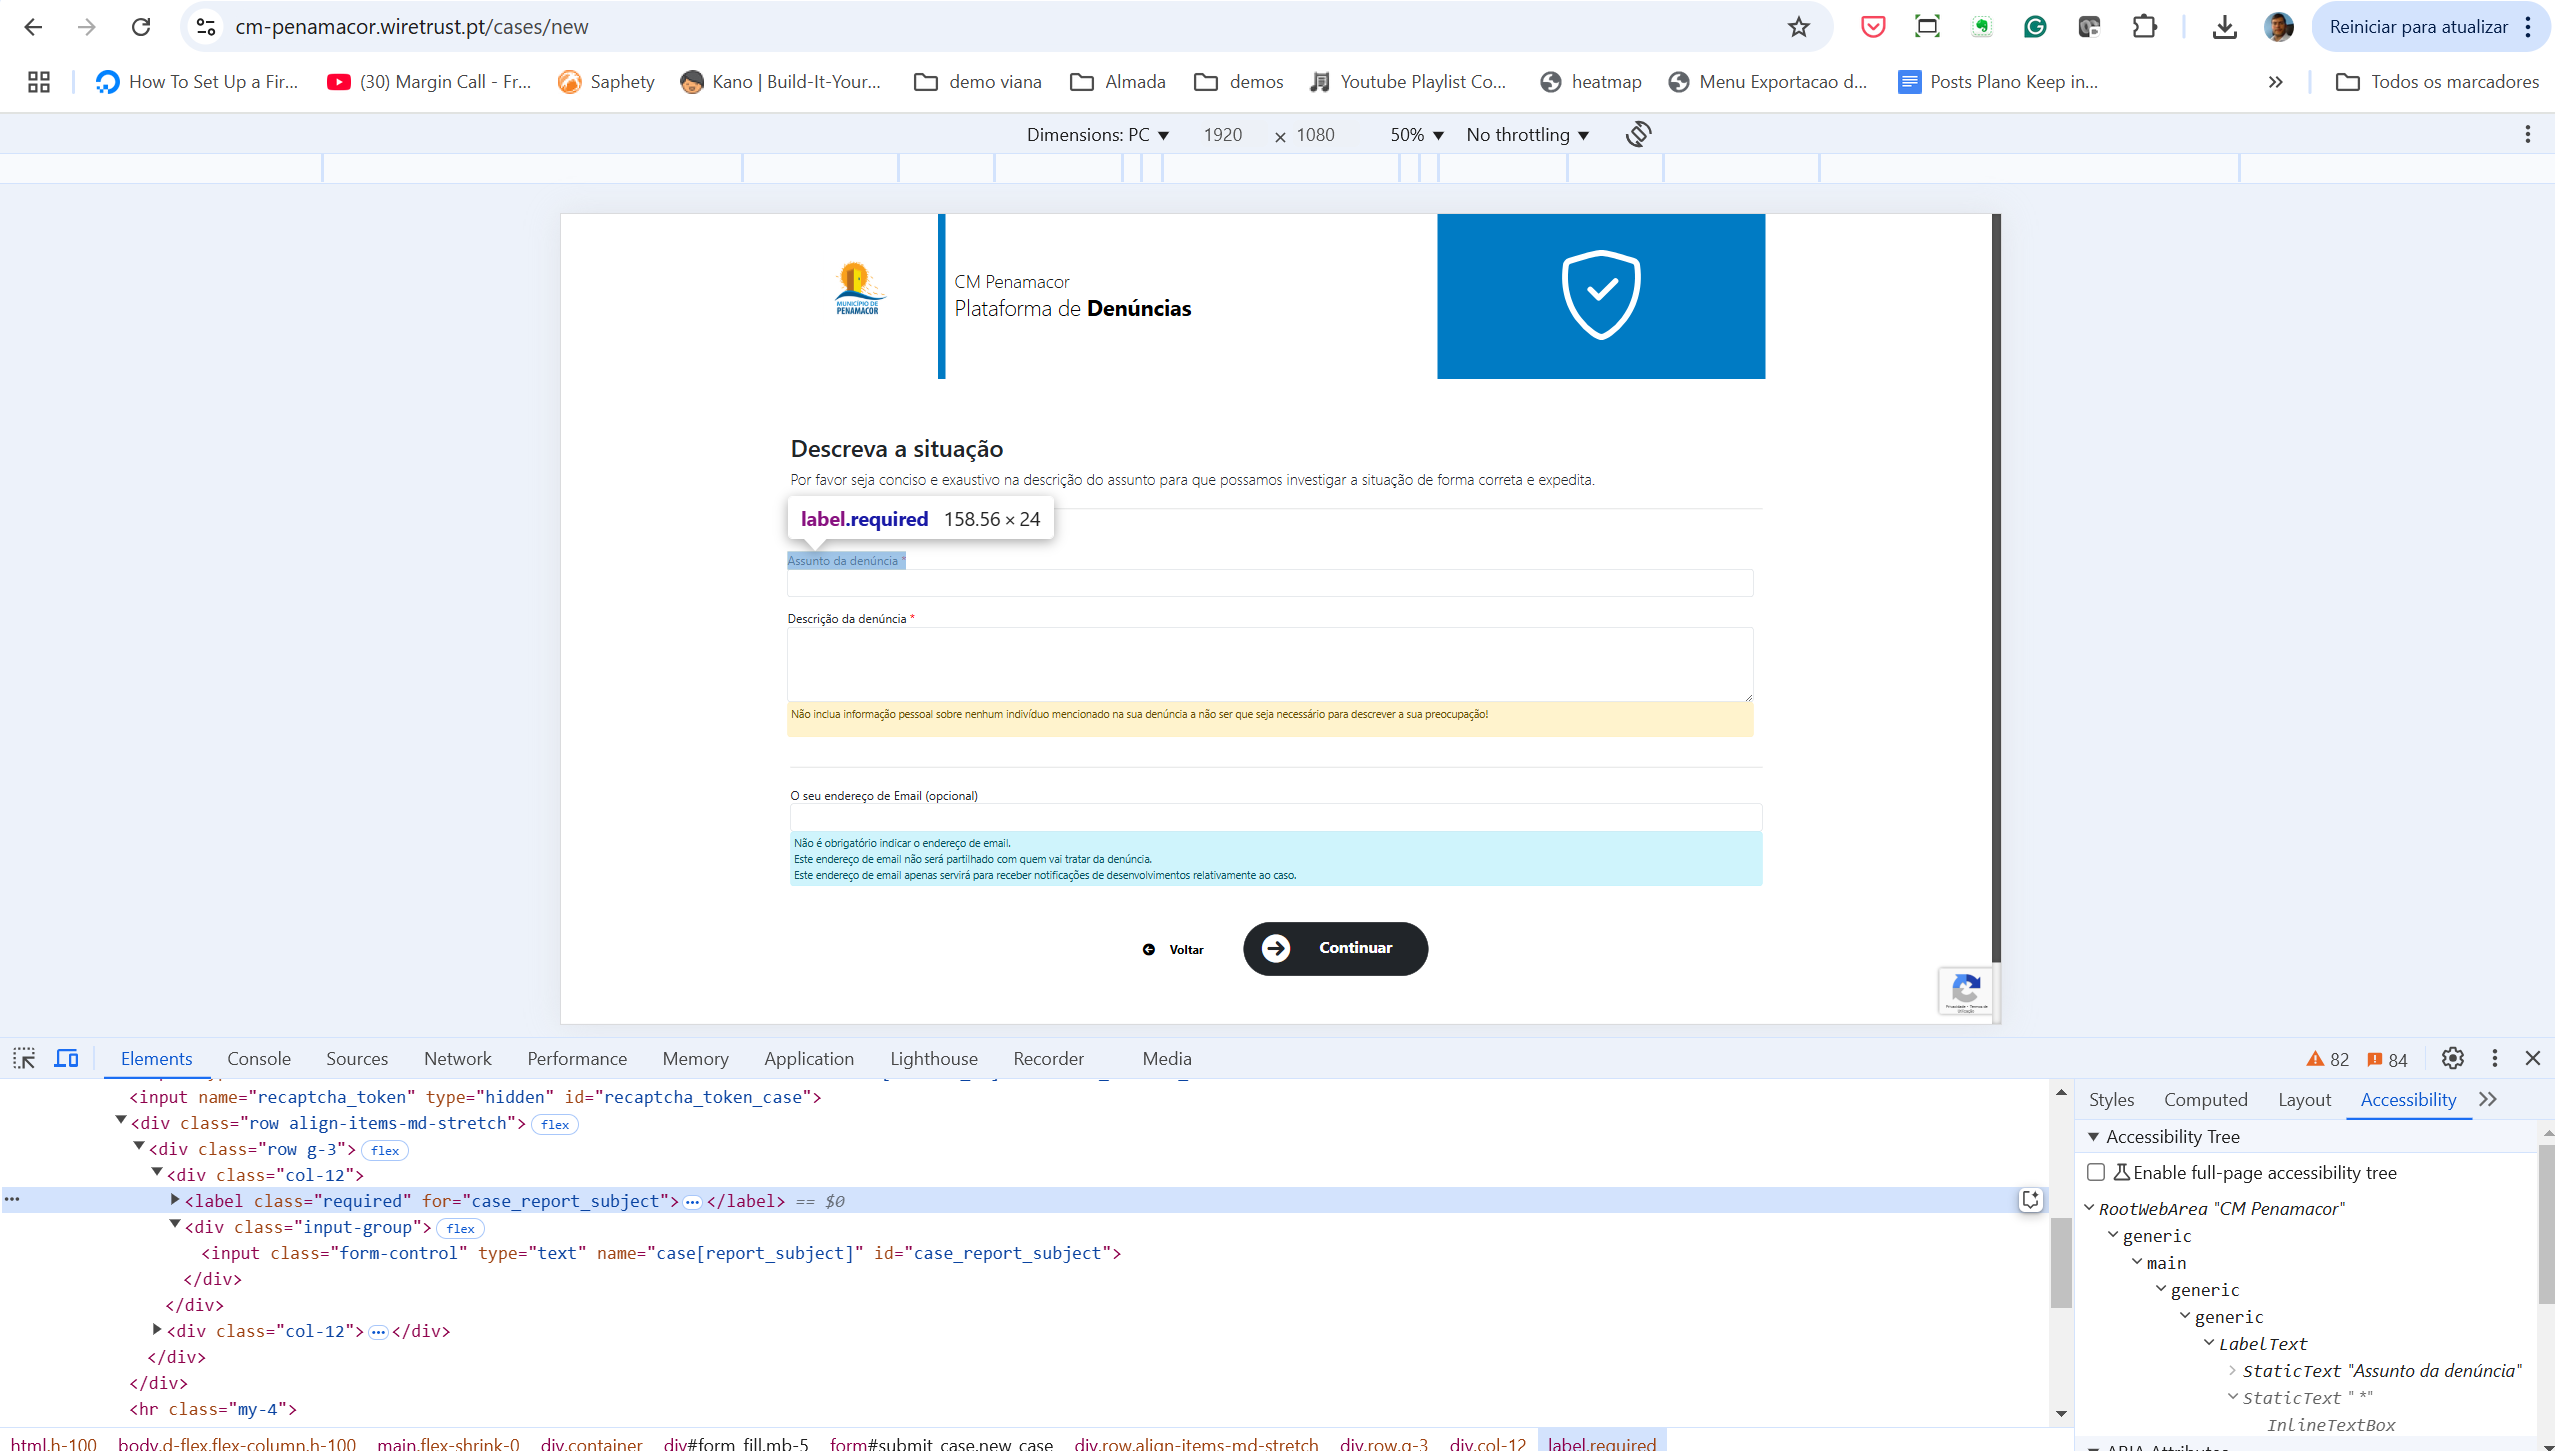 cm-penamacor.wiretrust.pt/cases/new
Reiniciar para atualizar
How To Set Up a Fir... (30) Margin Call - Fr... Saphety Kano | Build-It-Your... demo viana Almada demos Youtube Playlist Co... heatmap Menu Exportacao d... Posts Plano Keep in... Todos os marcadores
Dimensions: PC 1920 × 1080 50% No throttling
MUNICÍPIO DE
PENAMACOR
CM Penamacor
Plataforma de Denúncias
Descreva a situação
Por favor seja conciso e exaustivo na descrição do assunto para que possamos investigar a situação de forma correta e expedita.
label.required 158.56 × 24
Assunto da denúncia *
Descrição da denúncia *
Não inclua informação pessoal sobre nenhum indivíduo mencionado na sua denúncia a não ser que seja necessário para descrever a sua preocupação!
O seu endereço de Email (opcional)
Não é obrigatório indicar o endereço de email.
Este endereço de email não será partilhado com quem vai tratar da denúncia.
Este endereço de email apenas servirá para receber notificações de desenvolvimentos relativamente ao caso.
Voltar
Continuar
Elements Console Sources Network Performance Memory Application Lighthouse Recorder Media 82 84
<input name="recaptcha_token" type="hidden" id="recaptcha_token_case">
<div class="row align-items-md-stretch"> flex
<div class="row g-3"> flex
<div class="col-12">
<label class="required" for="case_report_subject"> … </label> == $0
<div class="input-group"> flex
<input class="form-control" type="text" name="case[report_subject]" id="case_report_subject">
</div>
</div>
<div class="col-12"> … </div>
</div>
</div>
<hr class="my-4">
html.h-100 body.d-flex.flex-column.h-100 main.flex-shrink-0 div.container div#form_fill.mb-5 form#submit_case.new_case div.row.align-items-md-stretch div.row.g-3 div.col-12 label.required
Styles Computed Layout Accessibility
Accessibility Tree
Enable full-page accessibility tree
RootWebArea "CM Penamacor"
generic
main
generic
generic
LabelText
StaticText "Assunto da denúncia"
StaticText " *"
InlineTextBox
ARIA Attributes